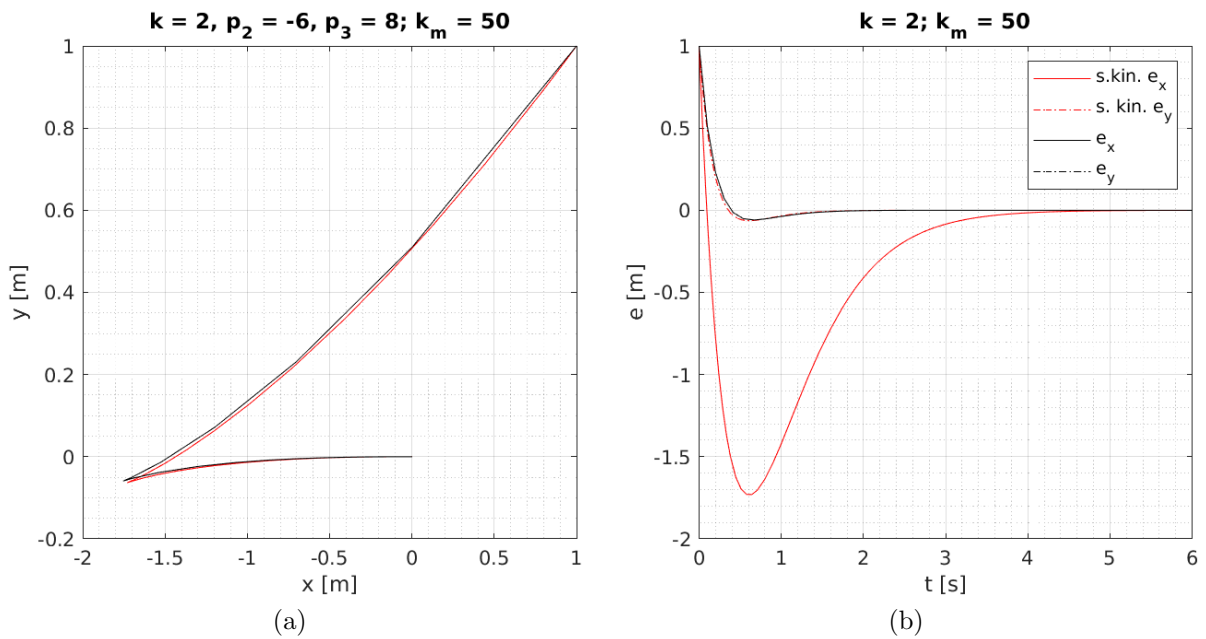 k = 2, p2 = -6, p3 = 8; km = 50
1
0.8
0.6
0.4
0.2
0
-0.2
y [m]
-2 -1.5 -1 -0.5 0 0.5 1
x [m]
(a)
k = 2; km = 50
1
0.5
0
-0.5
-1
-1.5
-2
e [m]
s.kin. ex
s. kin. ey
ex
ey
0 1 2 3 4 5 6
t [s]
(b)